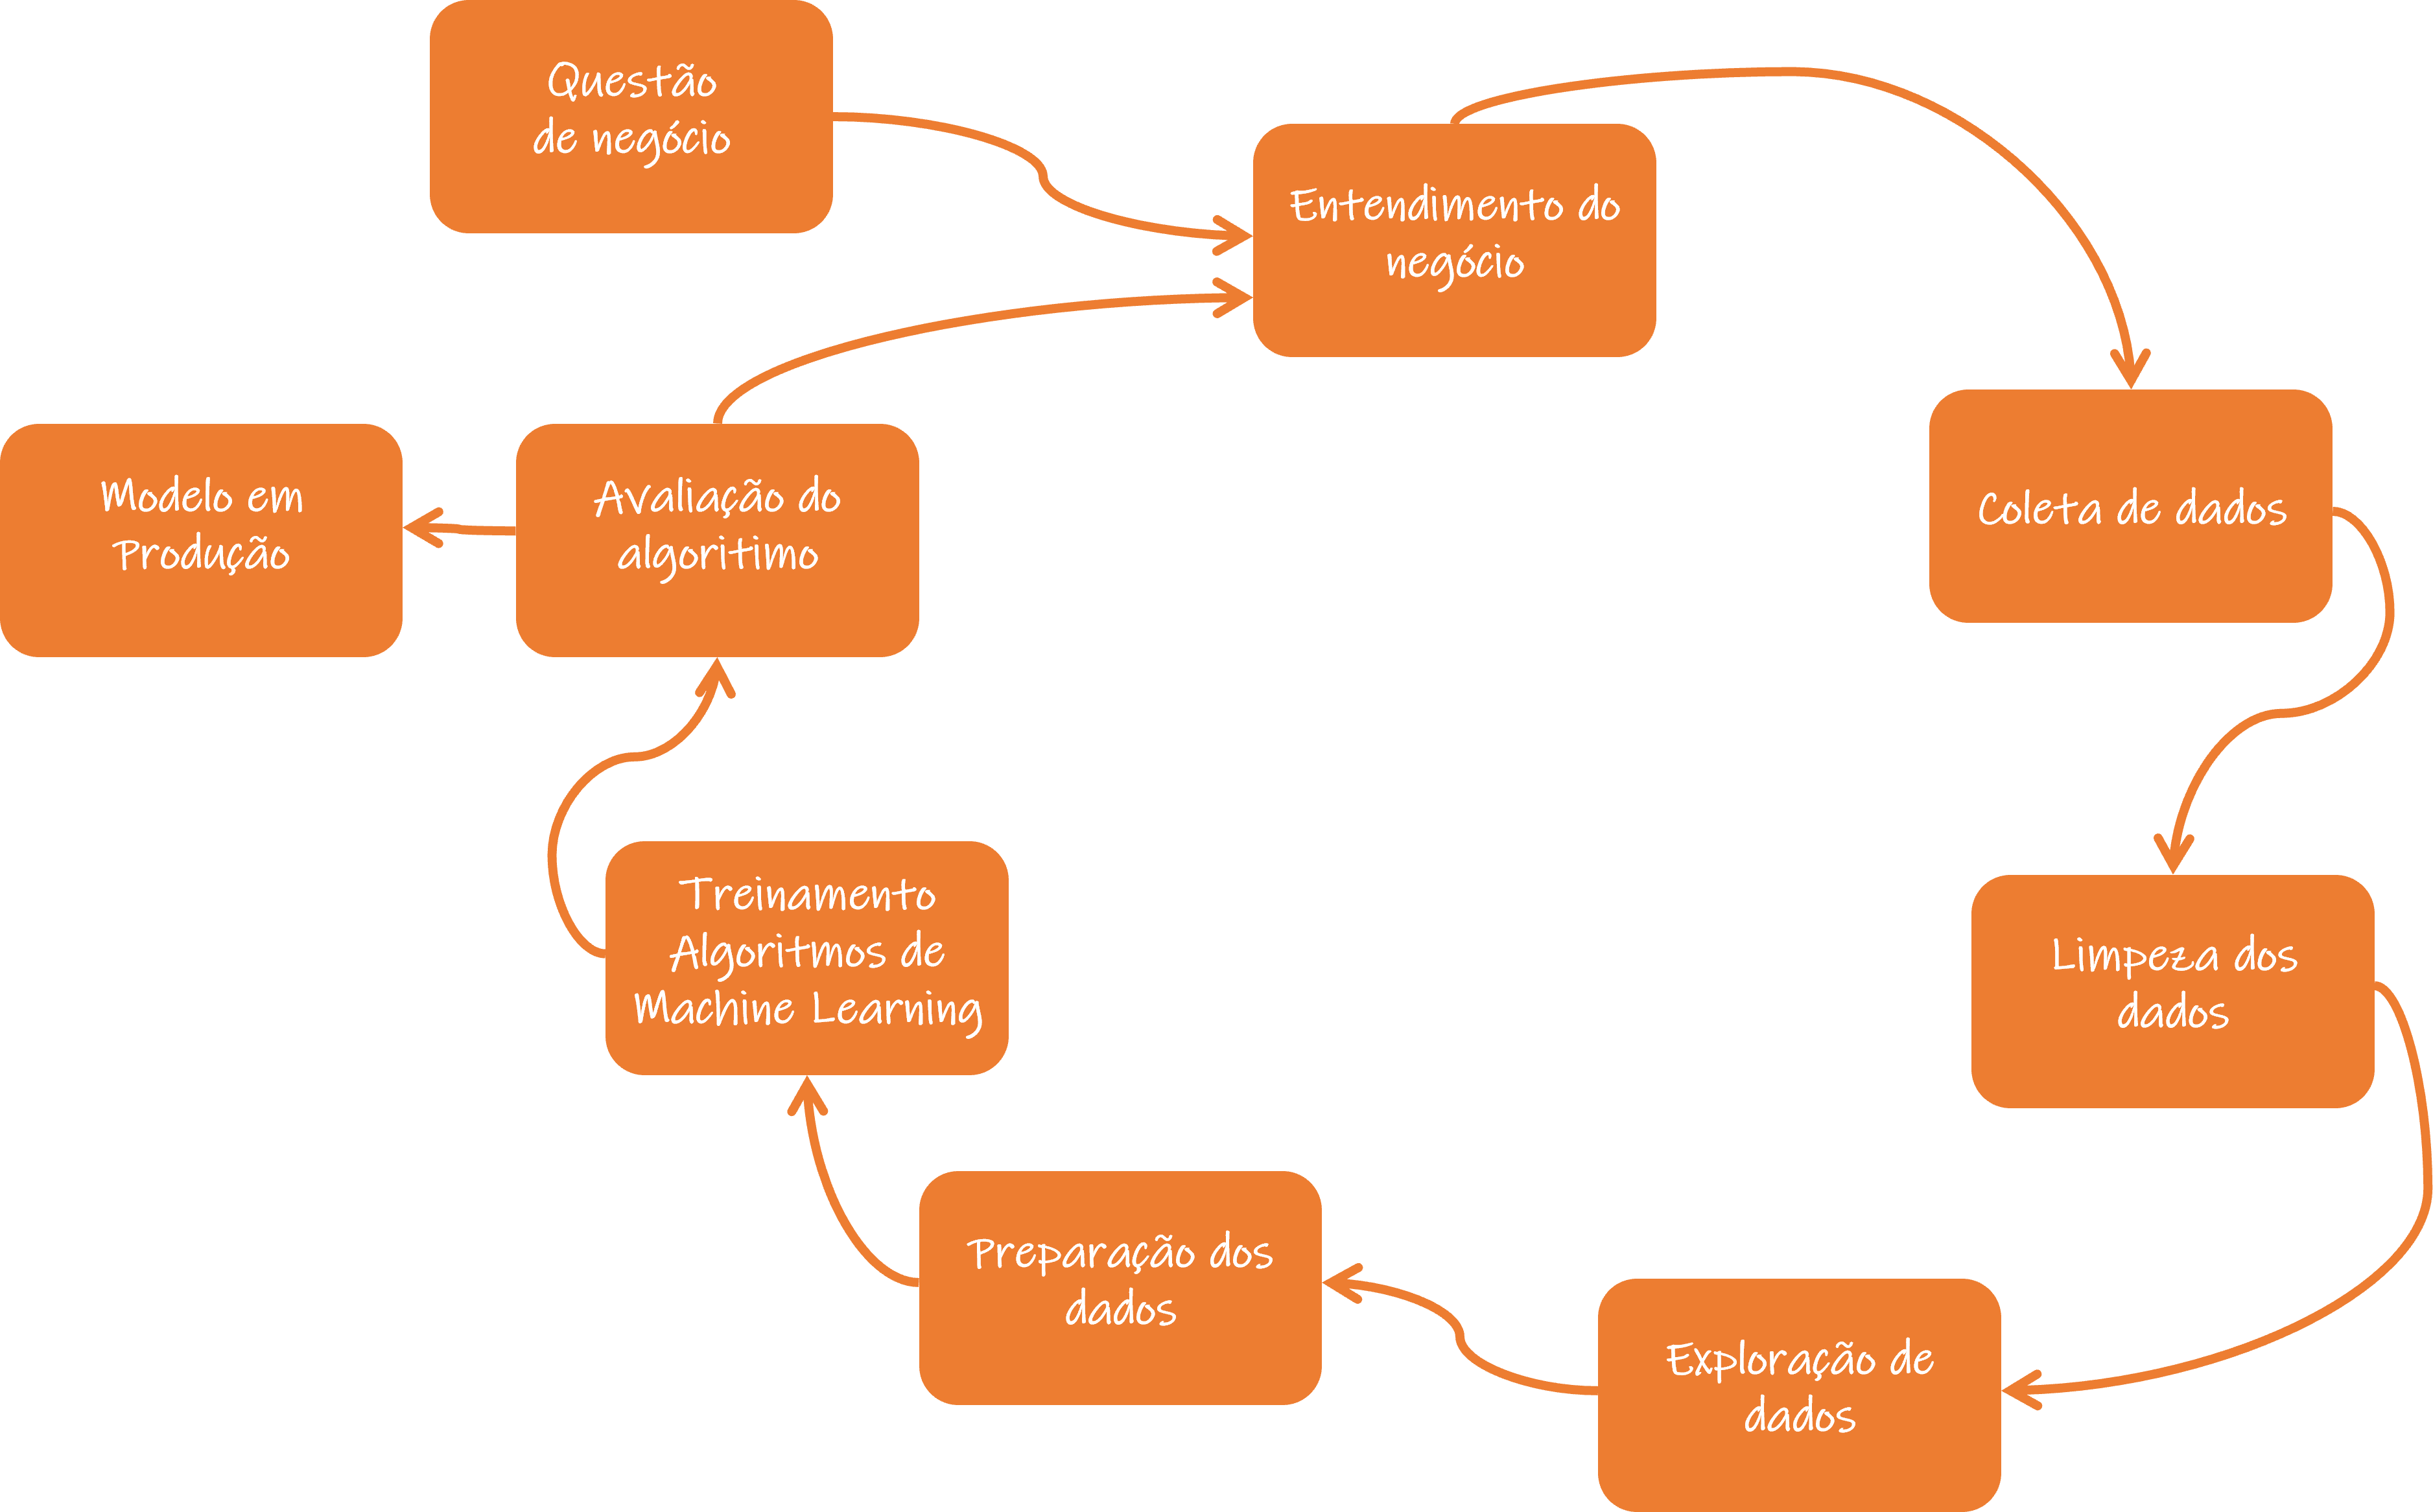 Questão
de negócio
Entendimento do
negócio
Coleta de dados
Limpeza dos
dados
Exploração de
dados
Preparação dos
dados
Treinamento
Algoritmos de
Machine Learning
Avaliação do
algoritimo
Modelo em
Produção